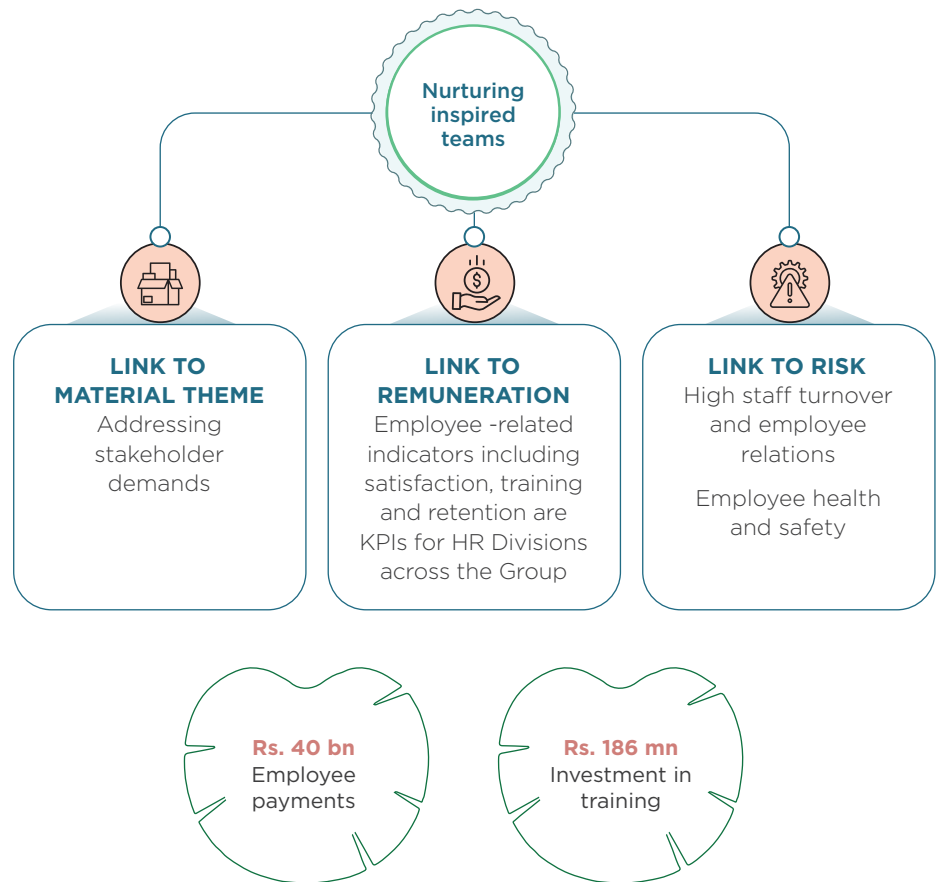 Nurturing
inspired
teams
LINK TO
MATERIAL THEME
Addressing
stakeholder
demands
LINK TO
REMUNERATION
Employee -related
indicators including
satisfaction, training
and retention are
KPIs for HR Divisions
across the Group
LINK TO RISK
High staff turnover
and employee
relations
Employee health
and safety
Rs. 40 bn
Employee
payments
Rs. 186 mn
Investment in
training